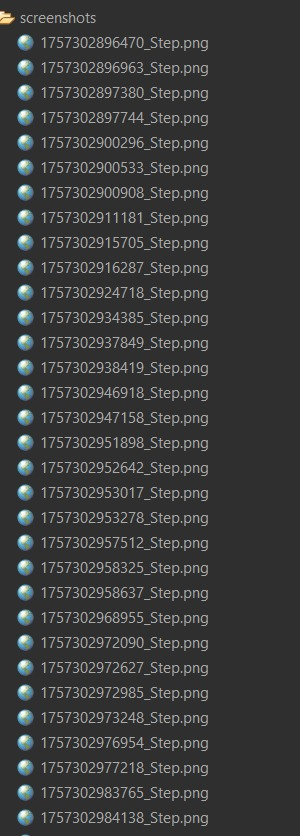 screenshots
1757302896470_Step.png
1757302896963_Step.png
1757302897380_Step.png
1757302897744_Step.png
1757302900296_Step.png
1757302900533_Step.png
1757302900908_Step.png
1757302911181_Step.png
1757302915705_Step.png
1757302916287_Step.png
1757302924718_Step.png
1757302934385_Step.png
1757302937849_Step.png
1757302938419_Step.png
1757302946918_Step.png
1757302947158_Step.png
1757302951898_Step.png
1757302952642_Step.png
1757302953017_Step.png
1757302953278_Step.png
1757302957512_Step.png
1757302958325_Step.png
1757302958637_Step.png
1757302968955_Step.png
1757302972090_Step.png
1757302972627_Step.png
1757302972985_Step.png
1757302973248_Step.png
1757302976954_Step.png
1757302977218_Step.png
1757302983765_Step.png
1757302984138_Step.png